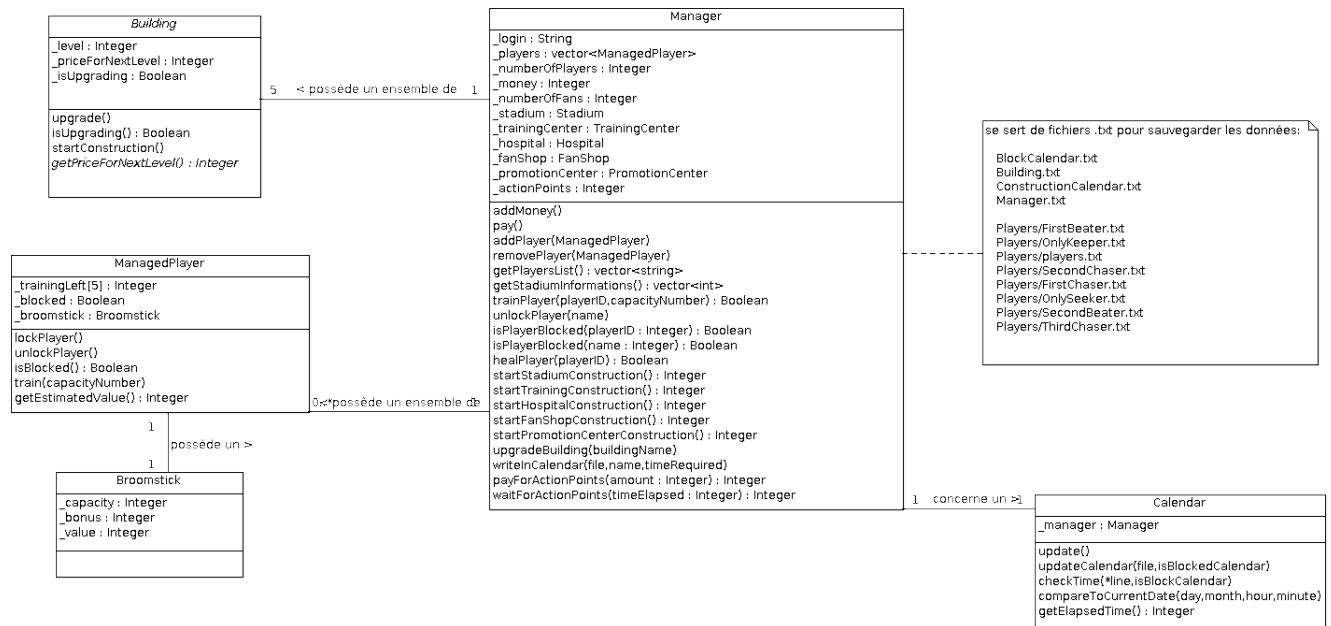 Building
_level : Integer
_priceForNextLevel : Integer
_isUpgrading : Boolean
upgrade()
isUpgrading() : Boolean
startConstruction()
getPriceForNextLevel() : Integer
5 < possède un ensemble de 1
Manager
_login : String
_players : vector<ManagedPlayer>
_numberOfPlayers : Integer
_money : Integer
_numberOfFans : Integer
_stadium : Stadium
_trainingCenter : TrainingCenter
_hospital : Hospital
_fanShop : FanShop
_promotionCenter : PromotionCenter
_actionPoints : Integer
addMoney()
pay()
addPlayer(ManagedPlayer)
removePlayer(ManagedPlayer)
getPlayersList() : vector<string>
getStadiumInformations() : vector<int>
trainPlayer(playerID,capacityNumber) : Boolean
unlockPlayer(name)
isPlayerBlocked(playerID : Integer) : Boolean
isPlayerBlocked(name : Integer) : Boolean
healPlayer(playerID) : Boolean
startStadiumConstruction() : Integer
startTrainingConstruction() : Integer
startHospitalConstruction() : Integer
startFanShopConstruction() : Integer
startPromotionCenterConstruction() : Integer
upgradeBuilding(buildingName)
writeInCalendar(file,name,timeRequired)
payForActionPoints(amount : Integer) : Integer
waitForActionPoints(timeElapsed : Integer) : Integer
se sert de fichiers .txt pour sauvegarder les données:
BlockCalendar.txt
Building.txt
ConstructionCalendar.txt
Manager.txt
Players/FirstBeater.txt
Players/OnlyKeeper.txt
Players/players.txt
Players/SecondChaser.txt
Players/FirstChaser.txt
Players/OnlySeeker.txt
Players/SecondBeater.txt
Players/ThirdChaser.txt
ManagedPlayer
_trainingLeft[5] : Integer
_blocked : Boolean
_broomstick : Broomstick
lockPlayer()
unlockPlayer()
isBlocked() : Boolean
train(capacityNumber)
getEstimatedValue() : Integer
possède un ensemble de
1
possède un >
1
Broomstick
_capacity : Integer
_bonus : Integer
_value : Integer
1 concerne un > 1
Calendar
_manager : Manager
update()
updateCalendar(file,isBlockedCalendar)
checkTime(*line,isBlockCalendar)
compareToCurrentDate(day,month,hour,minute)
getElapsedTime() : Integer